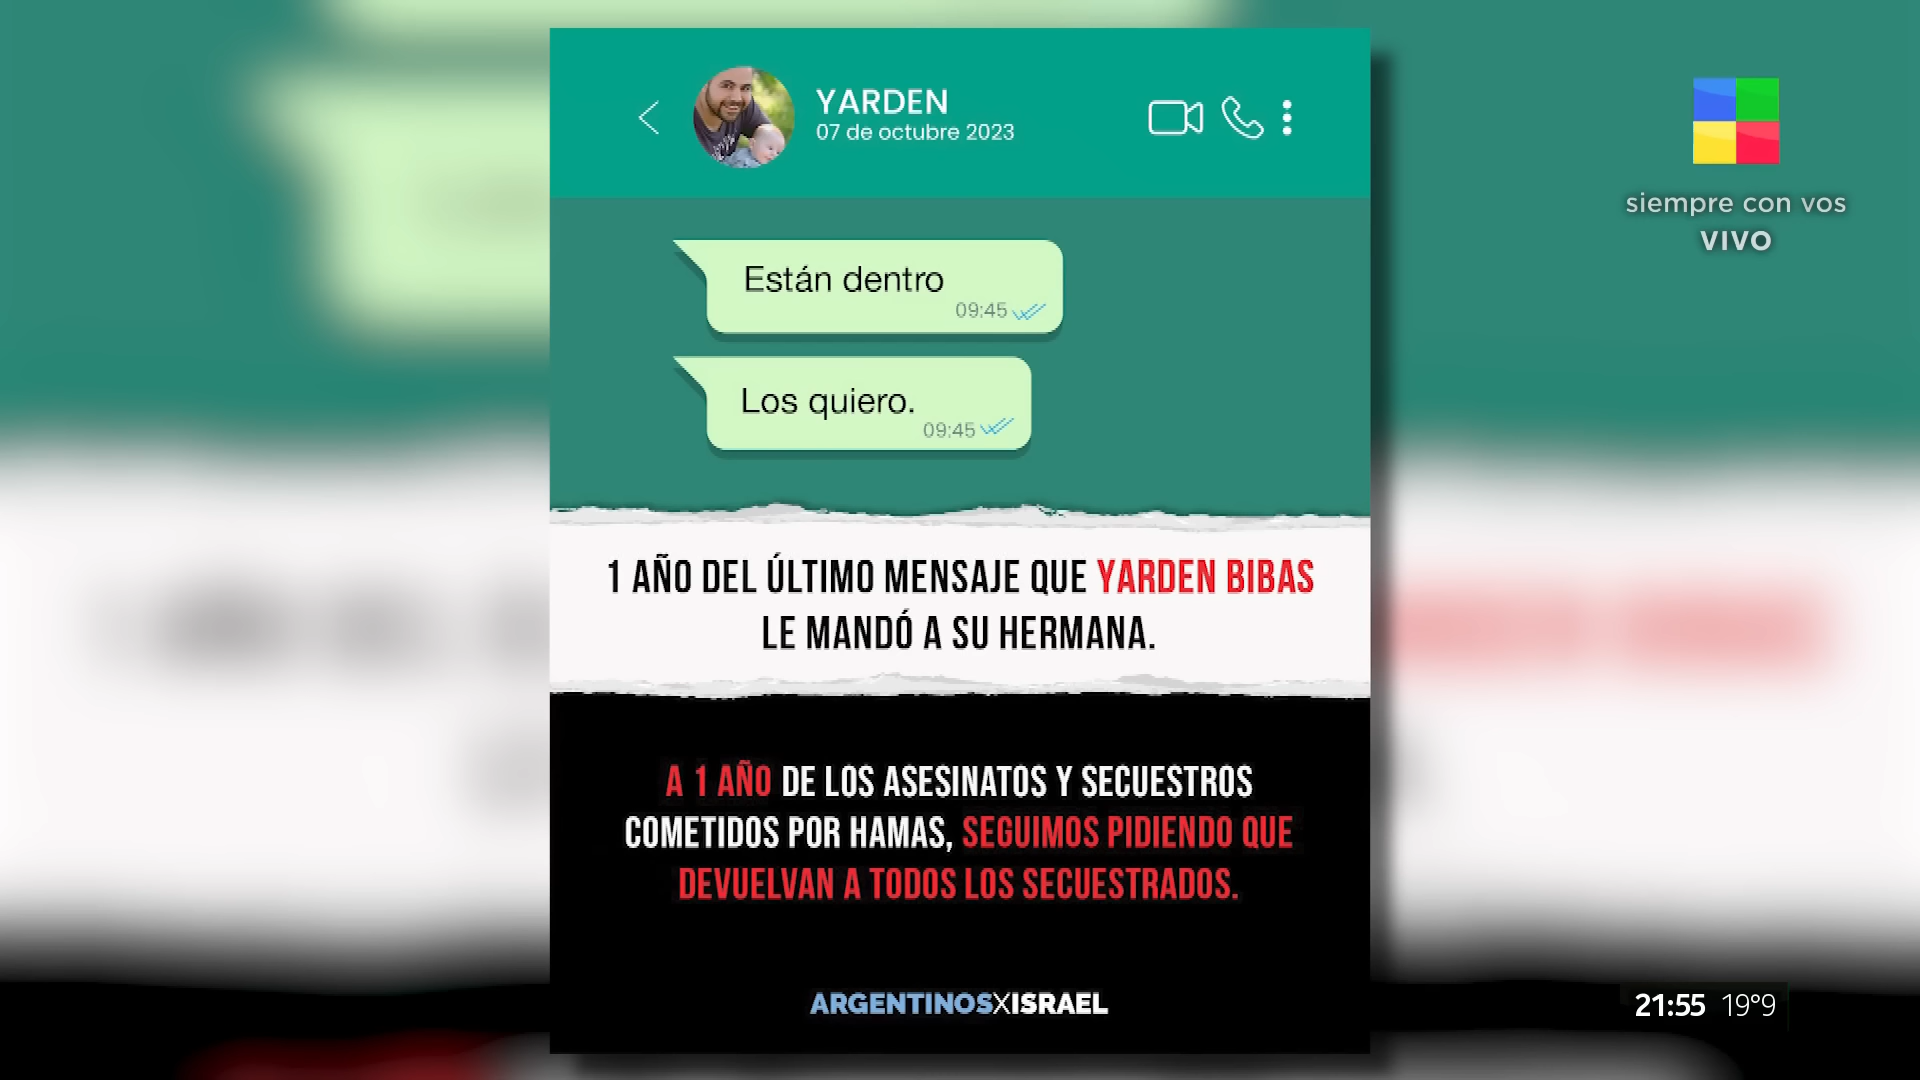 YARDEN
07 de octubre 2023
siempre con vos
VIVO
Están dentro
09:45
Los quiero.
09:45
1 AÑO DEL ÚLTIMO MENSAJE QUE YARDEN BIBAS
LE MANDÓ A SU HERMANA.
A 1 AÑO DE LOS ASESINATOS Y SECUESTROS
COMETIDOS POR HAMAS, SEGUIMOS PIDIENDO QUE
DEVUELVAN A TODOS LOS SECUESTRADOS.
ARGENTINOSXISRAEL
21:55 19°9